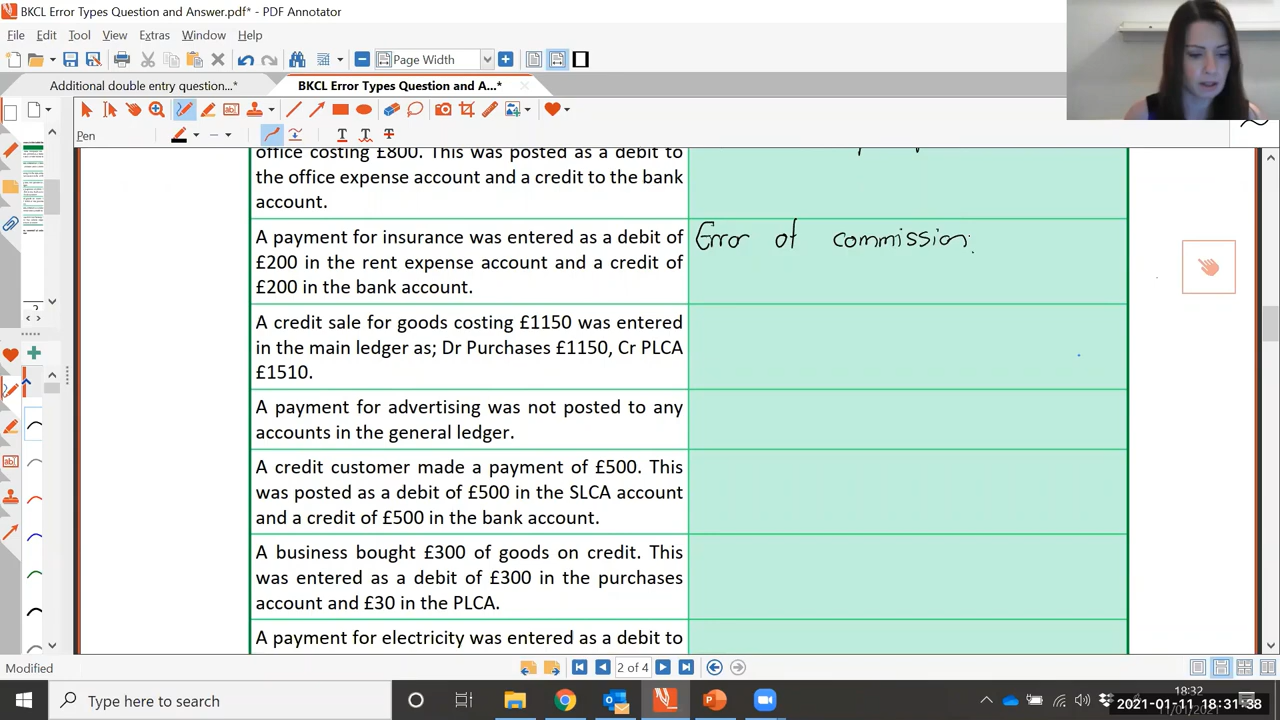 BKCL Error Types Question and Answer.pdf* - PDF Annotator
File Edit Tool View Extras Window Help
Page Width
Additional double entry question...*
BKCL Error Types Question and A...*
Pen
office costing £800. This was posted as a debit to
the office expense account and a credit to the bank
account.
A payment for insurance was entered as a debit of
£200 in the rent expense account and a credit of
£200 in the bank account.
Error of commission
A credit sale for goods costing £1150 was entered
in the main ledger as; Dr Purchases £1150, Cr PLCA
£1510.
A payment for advertising was not posted to any
accounts in the general ledger.
A credit customer made a payment of £500. This
was posted as a debit of £500 in the SLCA account
and a credit of £500 in the bank account.
A business bought £300 of goods on credit. This
was entered as a debit of £300 in the purchases
account and £30 in the PLCA.
A payment for electricity was entered as a debit to
Modified
2 of 4
Type here to search
18:32
2021-01-11 18:31:38